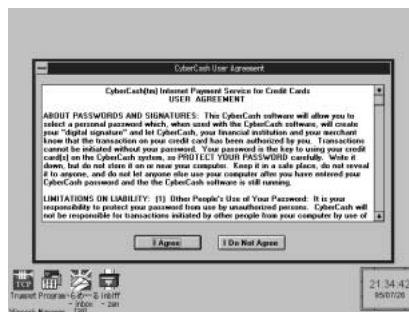 CyberCash User Agreement
CyberCash(tm) Internet Payment Service for Credit Cards
USER AGREEMENT
ABOUT PASSWORDS AND SIGNATURES: This CyberCash software will allow you to
select a personal password which, when used with the CyberCash software, will create
your "digital signature" and let CyberCash, your financial institution and your merchant
know that the transaction on your credit card has been authorized by you. Transactions
cannot be initiated without your password. Your password is the key to using your credit
card(s) on the CyberCash system, so PROTECT YOUR PASSWORD carefully. Write it
down, but do not store it on or near your computer. Keep it in a safe place, do not reveal
it to anyone, and do not let anyone else use your computer after you have entered your
CyberCash password and the the CyberCash software is still running.
LIMITATIONS ON LIABILITY: (1) Other People's Use of Your Password: It is your
responsibility to protect your password from use by unauthorized persons. CyberCash will
not be responsible for transactions initiated by other people from your computer by use of
I Agree
I Do Not Agree
TCP
Trumpet Program
inbiff
- inbox - zen
21:34:42
95/07/20